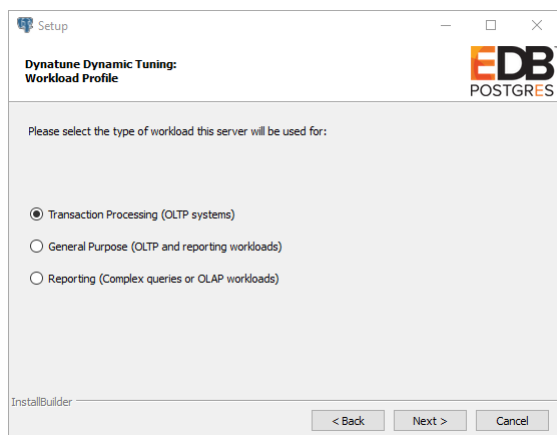 Setup
Dynatune Dynamic Tuning:
Workload Profile
EDB
POSTGRES
Please select the type of workload this server will be used for:
Transaction Processing (OLTP systems)
General Purpose (OLTP and reporting workloads)
Reporting (Complex queries or OLAP workloads)
InstallBuilder
< Back
Next >
Cancel